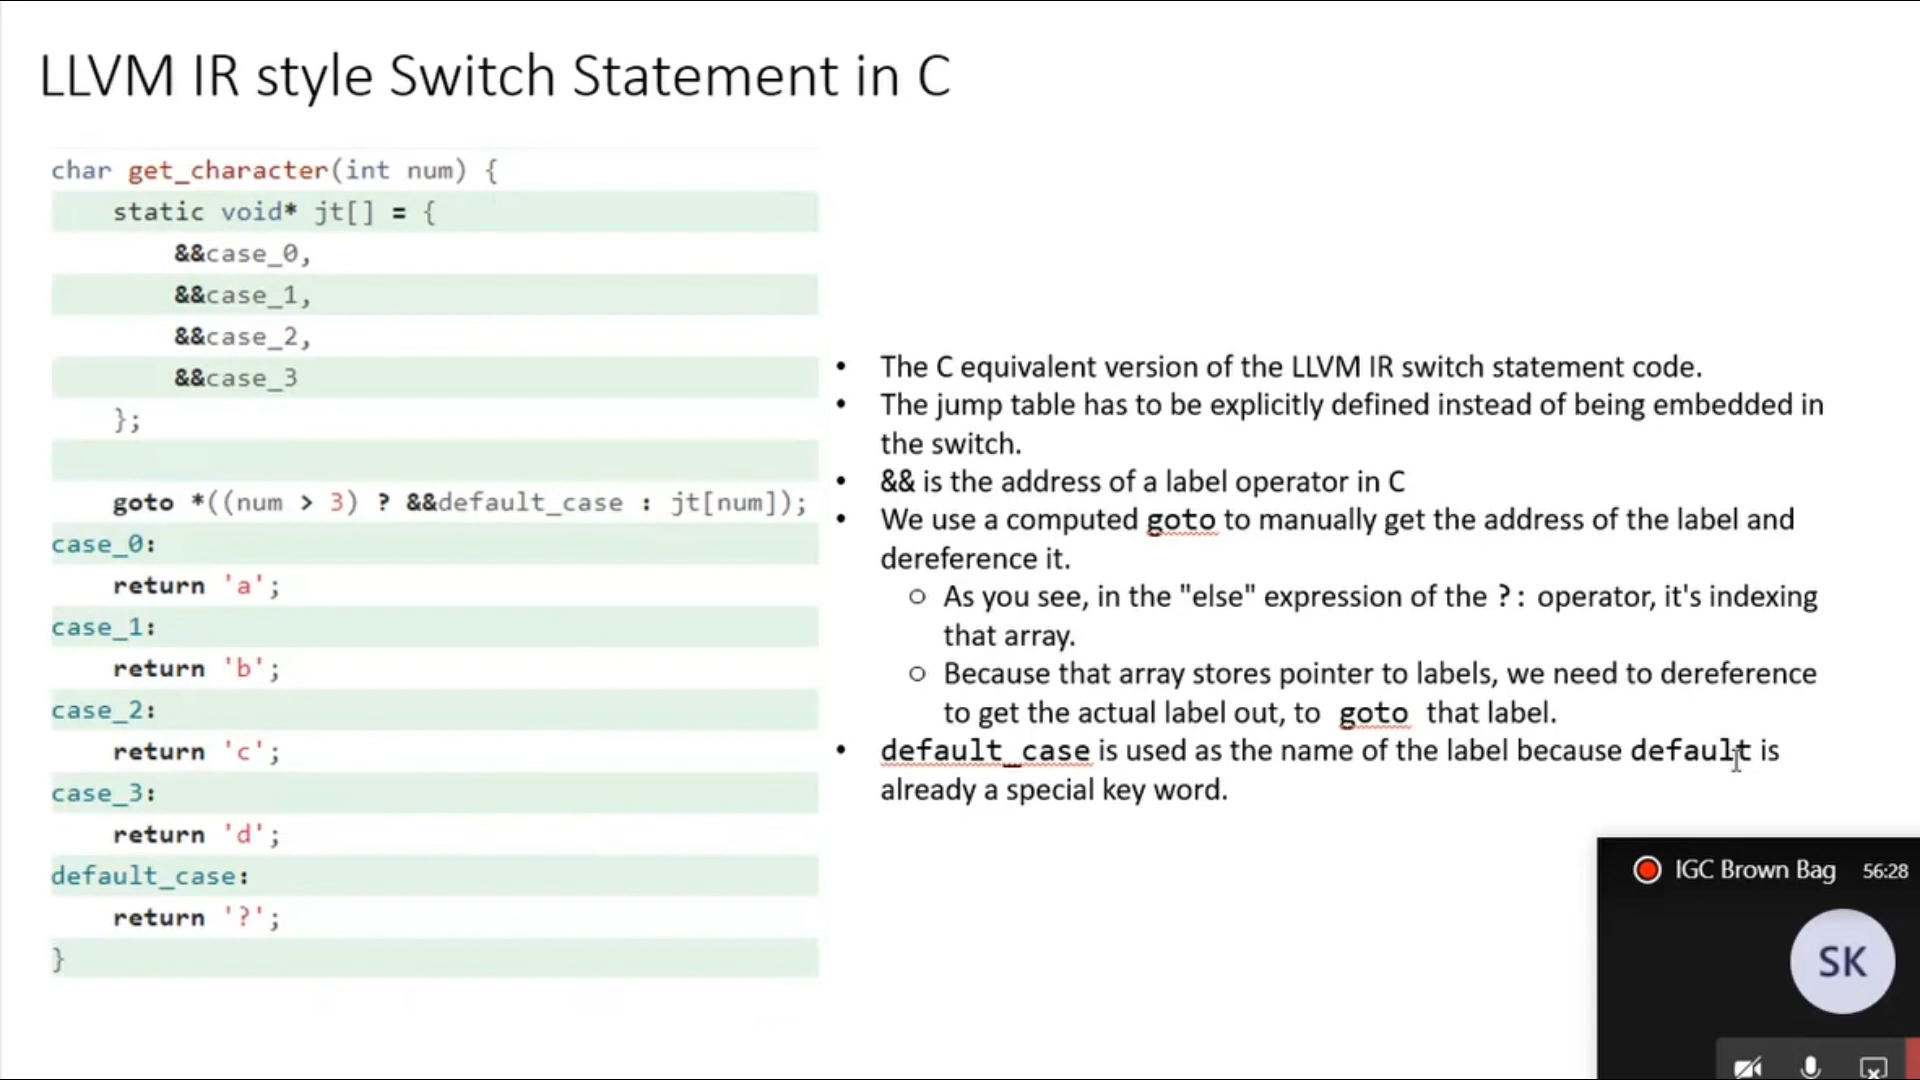 LLVM IR style Switch Statement in C
char get_character(int num) {
static void* jt[] = {
&&case_0,
&&case_1,
&&case_2,
&&case_3
};
goto *((num > 3) ? &&default_case : jt[num]);
case_0:
return 'a';
case_1:
return 'b';
case_2:
return 'c';
case_3:
return 'd';
default_case:
return '?';
}
• The C equivalent version of the LLVM IR switch statement code.
• The jump table has to be explicitly defined instead of being embedded in
the switch.
• && is the address of a label operator in C
• We use a computed goto to manually get the address of the label and
dereference it.
○ As you see, in the "else" expression of the ?: operator, it's indexing
that array.
○ Because that array stores pointer to labels, we need to dereference
to get the actual label out, to goto that label.
• default_case is used as the name of the label because default is
already a special key word.
IGC Brown Bag 56:28
SK